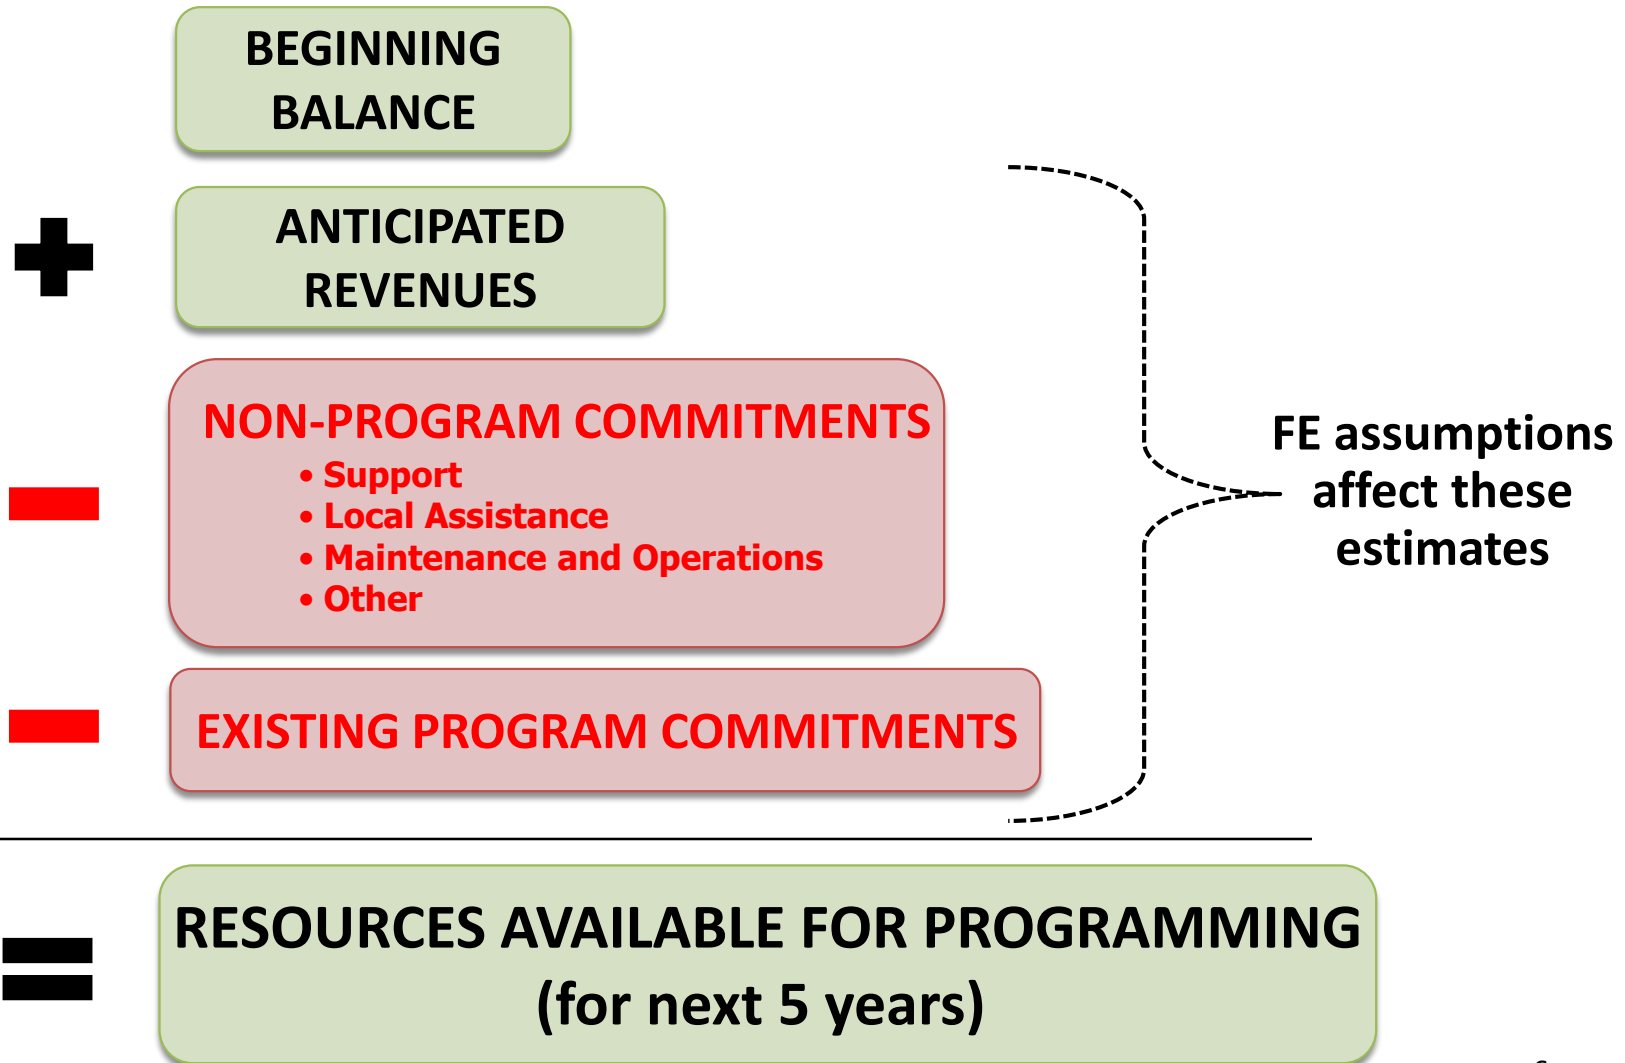 BEGINNING
BALANCE
ANTICIPATED
REVENUES
NON-PROGRAM COMMITMENTS
• Support
• Local Assistance
• Maintenance and Operations
• Other
EXISTING PROGRAM COMMITMENTS
FE assumptions
affect these
estimates
RESOURCES AVAILABLE FOR PROGRAMMING
(for next 5 years)